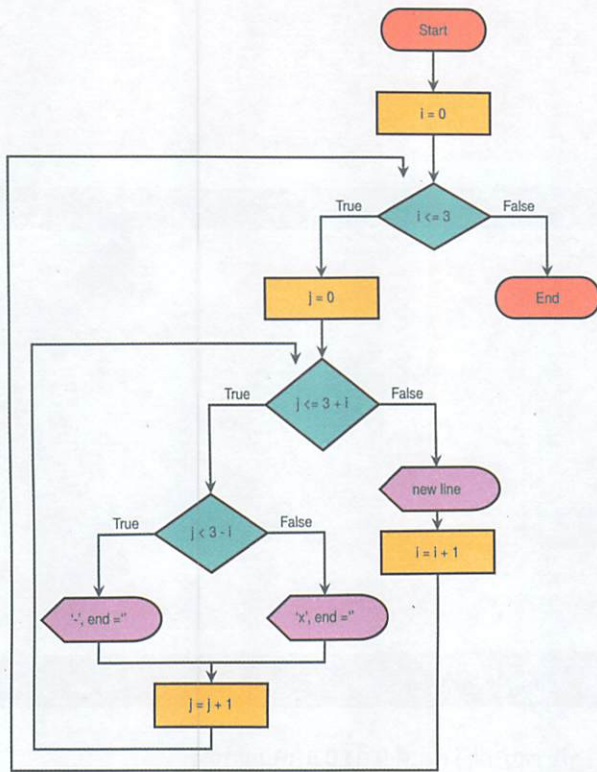 Start
i = 0
i <= 3
True
False
j = 0
End
j <= 3 + i
True
False
new line
j < 3 - i
True
False
i = i + 1
'-', end =''
'x', end =''
j = j + 1